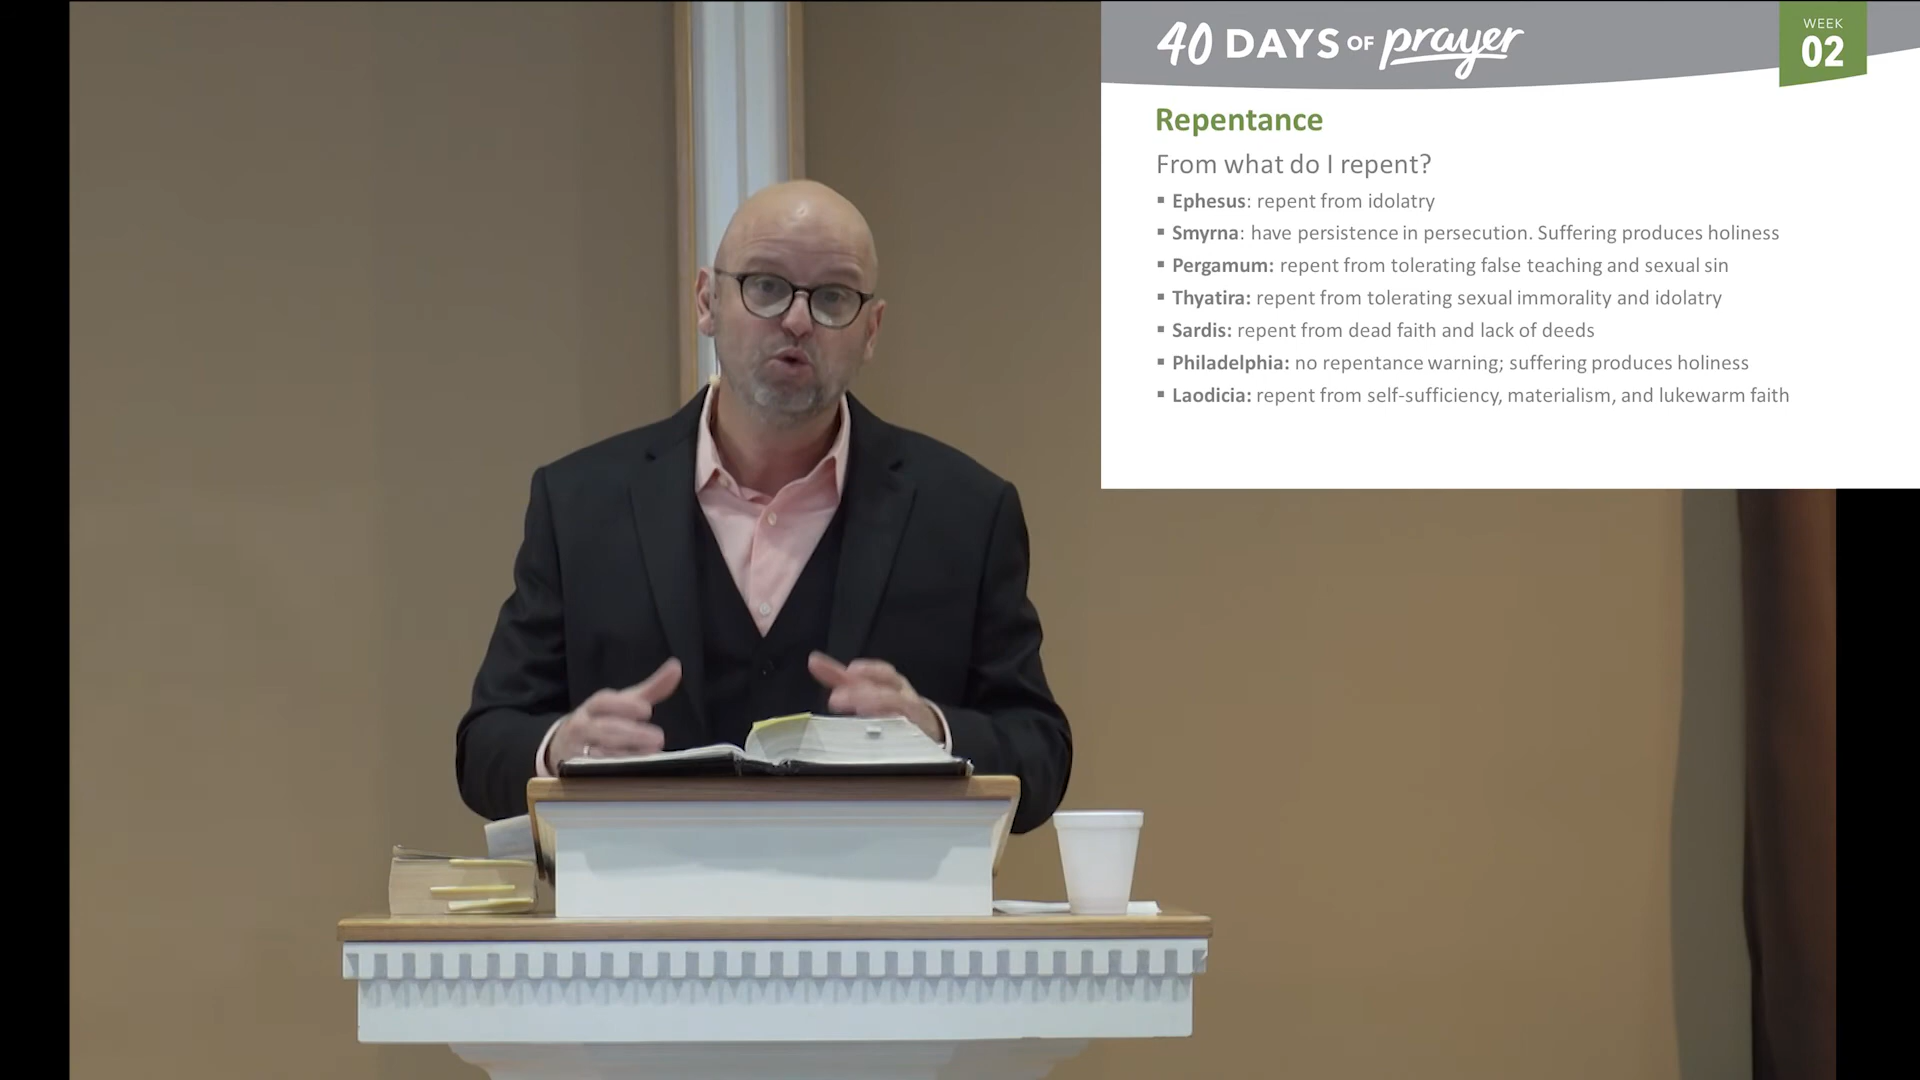 40 DAYS OF prayer
WEEK
02
Repentance
From what do I repent?
▪ Ephesus: repent from idolatry
▪ Smyrna: have persistence in persecution. Suffering produces holiness
▪ Pergamum: repent from tolerating false teaching and sexual sin
▪ Thyatira: repent from tolerating sexual immorality and idolatry
▪ Sardis: repent from dead faith and lack of deeds
▪ Philadelphia: no repentance warning; suffering produces holiness
▪ Laodicia: repent from self-sufficiency, materialism, and lukewarm faith